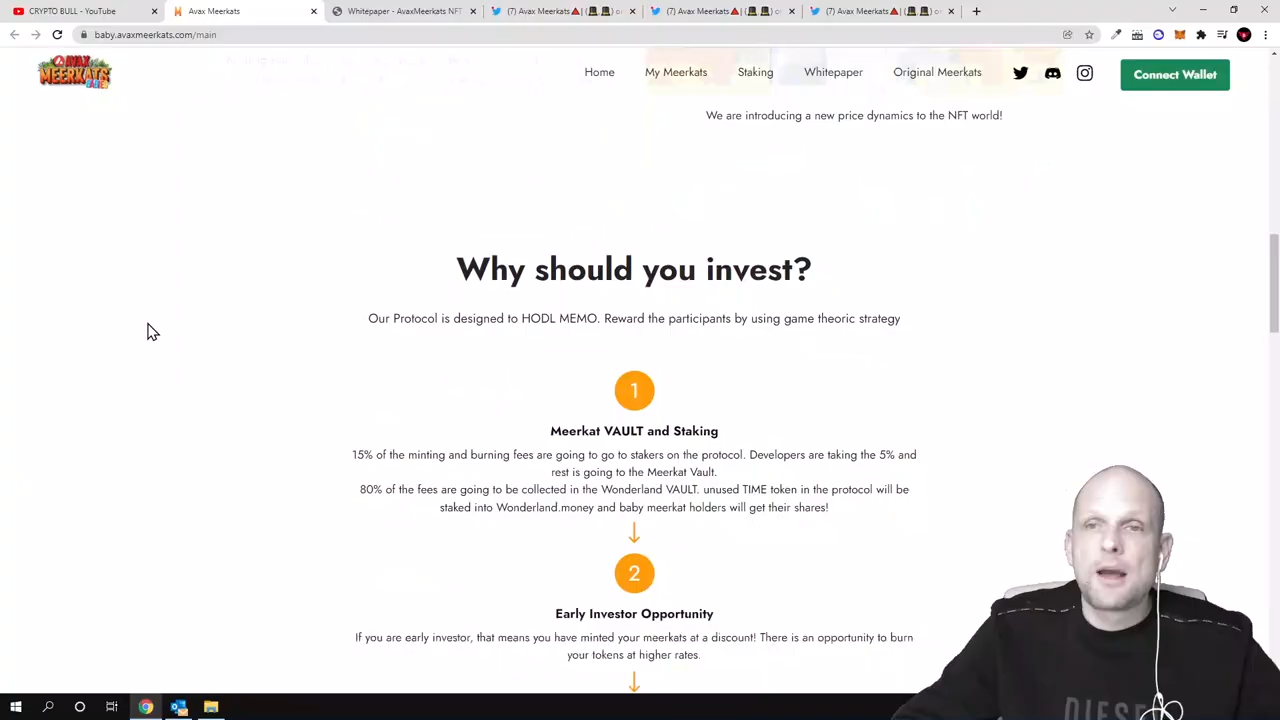 CRYPTO BULL - YouTube
Avax Meerkats
Whitepaper - AvaxMeerkats NFT
(7) Avax Meerkats
(7) Avax Meerkats
(7) Avax Meerkats
baby.avaxmeerkats.com/main
AVAX
MEERKATS
Home
My Meerkats
Staking
Whitepaper
Original Meerkats
Connect Wallet
We are introducing a new price dynamics to the NFT world!
Why should you invest?
Our Protocol is designed to HODL MEMO. Reward the participants by using game theoric strategy
1
Meerkat VAULT and Staking
15% of the minting and burning fees are going to go to stakers on the protocol. Developers are taking the 5% and
rest is going to the Meerkat Vault.
80% of the fees are going to be collected in the Wonderland VAULT. unused TIME token in the protocol will be
staked into Wonderland.money and baby meerkat holders will get their shares!
2
Early Investor Opportunity
If you are early investor, that means you have minted your meerkats at a discount! There is an opportunity to burn
your tokens at higher rates.